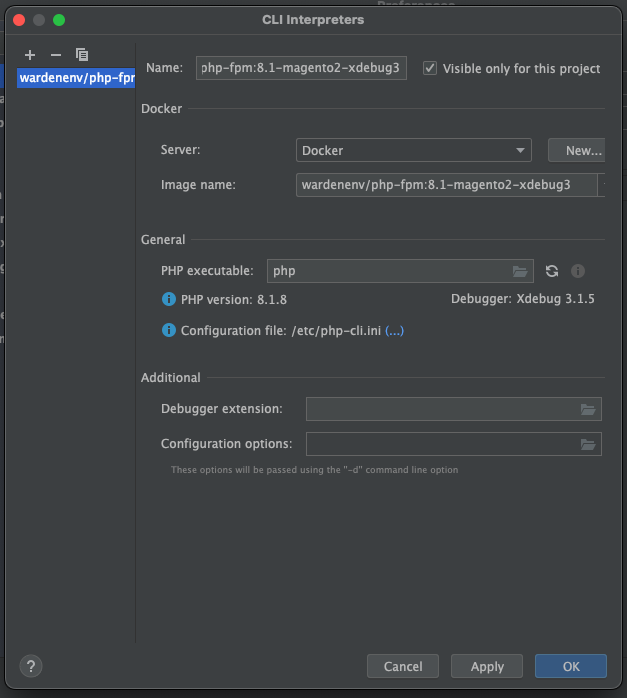 CLI Interpreters
wardenenv/php-fpr
Name: php-fpm:8.1-magento2-xdebug3 Visible only for this project
Docker
Server: Docker New...
Image name: wardenenv/php-fpm:8.1-magento2-xdebug3
General
PHP executable: php
PHP version: 8.1.8 Debugger: Xdebug 3.1.5
Configuration file: /etc/php-cli.ini (...)
Additional
Debugger extension:
Configuration options:
These options will be passed using the "-d" command line option
? Cancel Apply OK